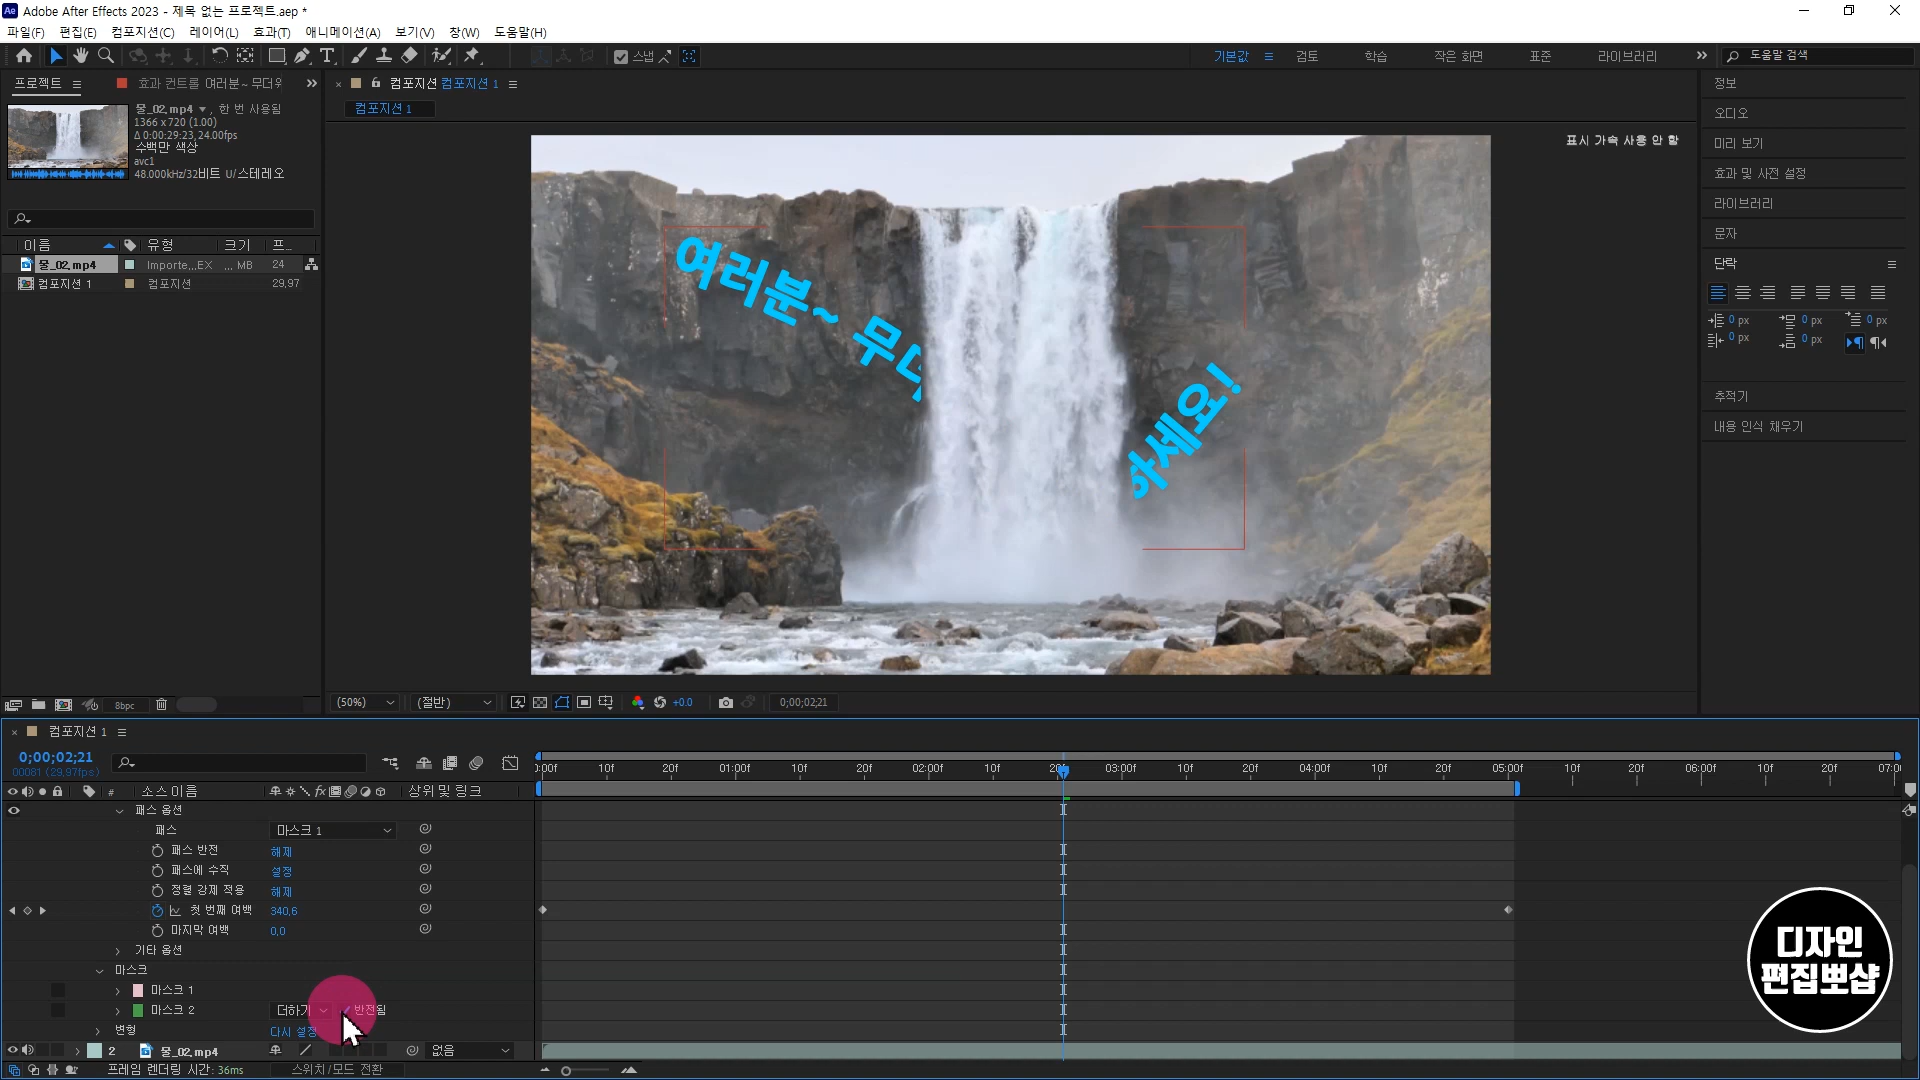 Ae Adobe After Effects 2023 - 제목 없는 프로젝트.aep *
파일(F) 편집(E) 컴포지션(C) 레이어(L) 효과(T) 애니메이션(A) 보기(V) 창(W) 도움말(H)
스냅 기본값 검토 학습 작은 화면 표준 라이브러리 도움말 검색
프로젝트 효과 컨트롤 여러분~ 무더위
컴포지션 컴포지션 1
컴포지션 1
물_02.mp4 , 한 번 사용됨
1366 x 720 (1.00)
Δ 0:00:29:23, 24.00fps
수백만 색상
avc1
48.000kHz/32비트 U/스테레오
이름 # 유형 크기 프_
물_02.mp4 Importe...EX ... MB 24
컴포지션 1 컴포지션 29.97
표시 가속 사용 안 함
여러분~ 무더
하세요!
정보
오디오
미리 보기
효과 및 사전 설정
라이브러리
문자
단락
0 px 0 px 0 px
0 px 0 px
추적기
내용 인식 채우기
8bpc
(50%) (절반) +0.0 0;00;02;21
컴포지션 1
0;00;02;21
00081 (29.97fps)
# 소스 이름 fx 상위 및 링크
):00f 10f 20f 01:00f 10f 20f 02:00f 10f 20f 03:00f 10f 20f 04:00f 10f 20f 05:00f 10f 20f 06:00f 10f 20f 07:0
패스 옵션
패스 마스크 1
패스 반전 해제
패스에 수직 설정
정렬 강제 적용 해제
첫 번째 여백 340.6
마지막 여백 0.0
기타 옵션
마스크
마스크 1
마스크 2 더하기 반전됨
변형 다시 설정
2 물_02.mp4 없음
프레임 렌더링 시간: 36ms 스위치/모드 전환
디자인
편집뽀샵